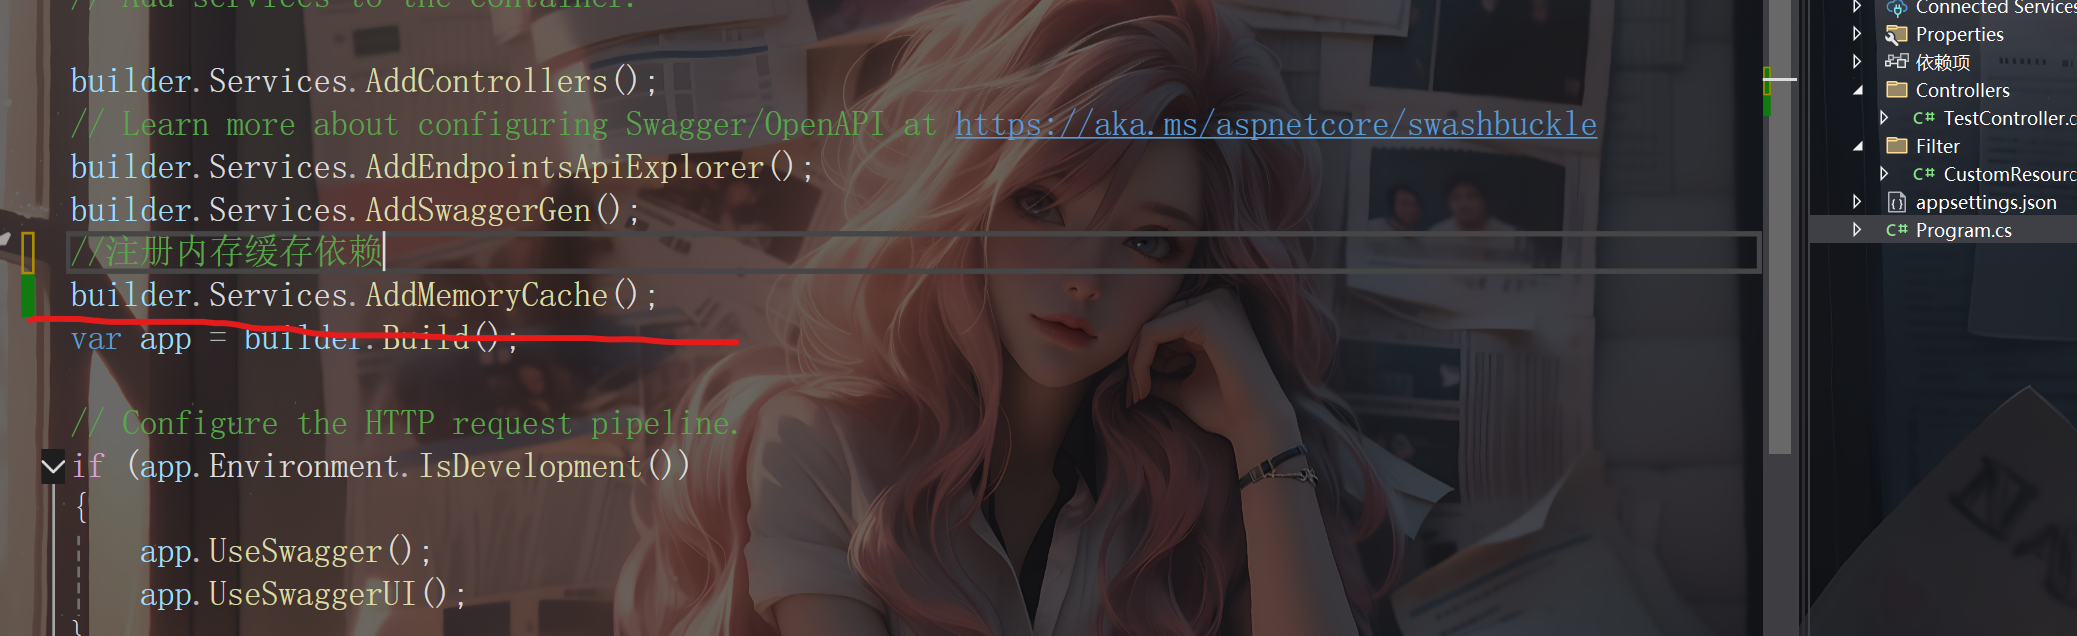 // Add services to the container.
builder.Services.AddControllers();
// Learn more about configuring Swagger/OpenAPI at https://aka.ms/aspnetcore/swashbuckle
builder.Services.AddEndpointsApiExplorer();
builder.Services.AddSwaggerGen();
//注册内存缓存依赖
builder.Services.AddMemoryCache();
var app = builder.Build();
// Configure the HTTP request pipeline.
if (app.Environment.IsDevelopment())
{
app.UseSwagger();
app.UseSwaggerUI();
}
Connected Services
Properties
依赖项
Controllers
C# TestController.c
Filter
C# CustomResourc
appsettings.json
C# Program.cs